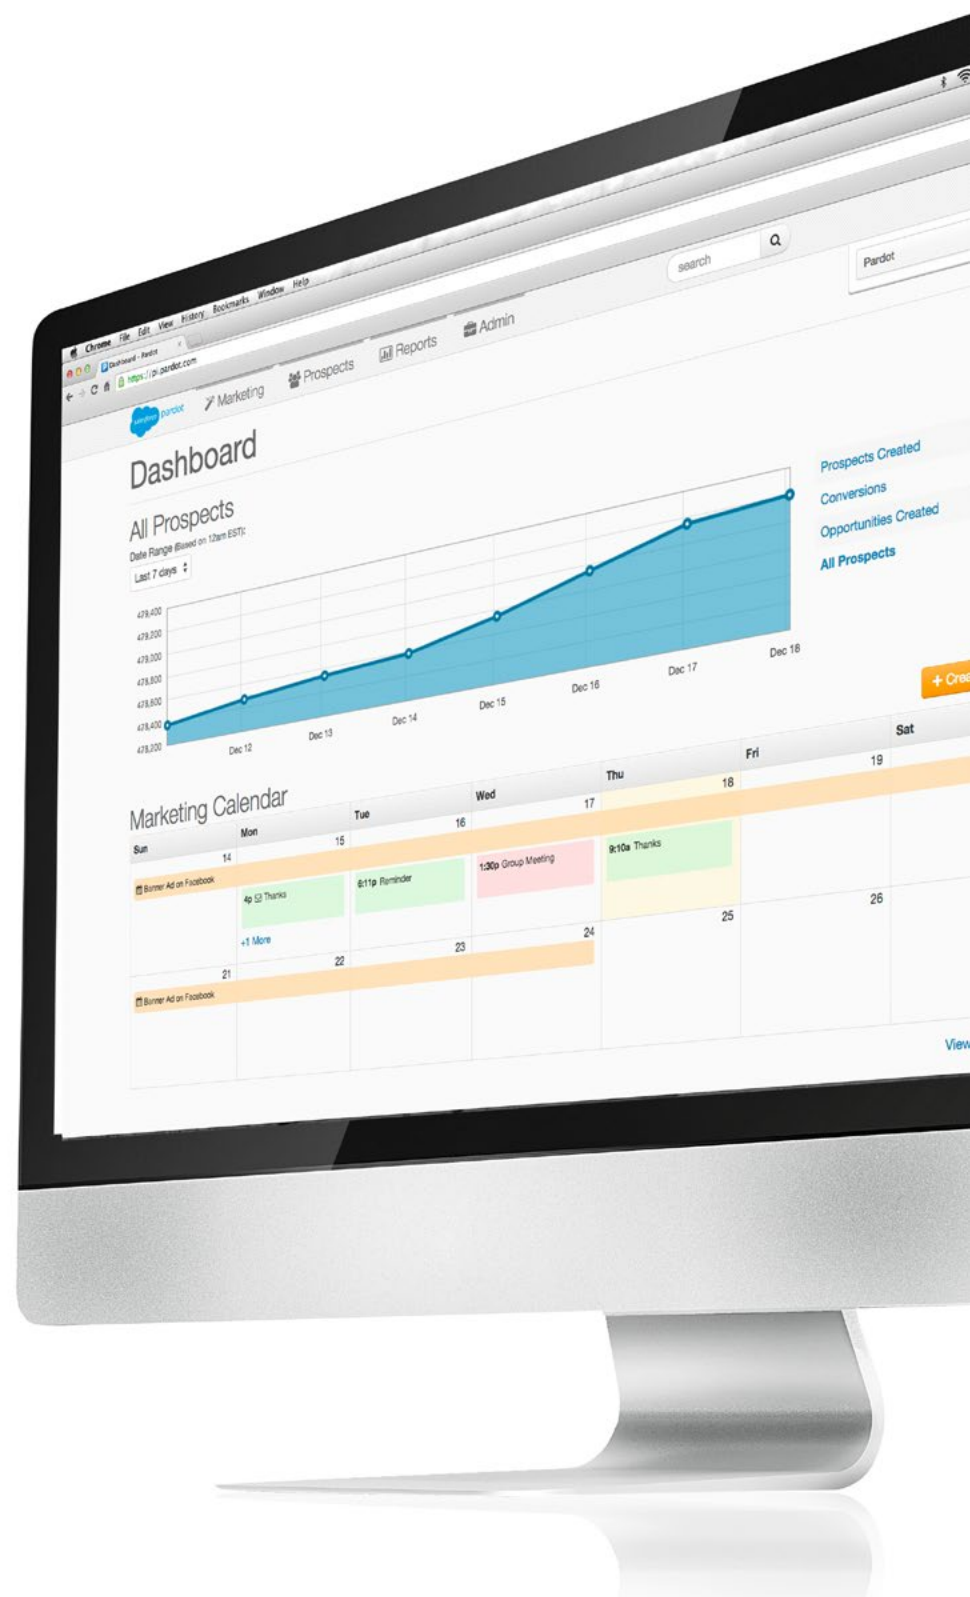 Chrome File Edit View History Bookmarks Window Help
Dashboard - Pardot
https://pi.pardot.com
salesforce pardot Marketing Prospects Reports Admin
search
Pardot
Dashboard
All Prospects
Date Range (Based on 12am EST):
Last 7 days
479,400
479,200
479,000
478,800
478,600
478,400
478,200
Dec 12 Dec 13 Dec 14 Dec 15 Dec 16 Dec 17 Dec 18
Prospects Created
Conversions
Opportunities Created
All Prospects
+ Crea
Marketing Calendar
Sun Mon Tue Wed Thu Fri Sat
14 15 16 17 18 19
Banner Ad on Facebook
4p Thanks
+1 More
6:11p Reminder
1:30p Group Meeting
9:10a Thanks
21 22 23 24 25 26
Banner Ad on Facebook
View